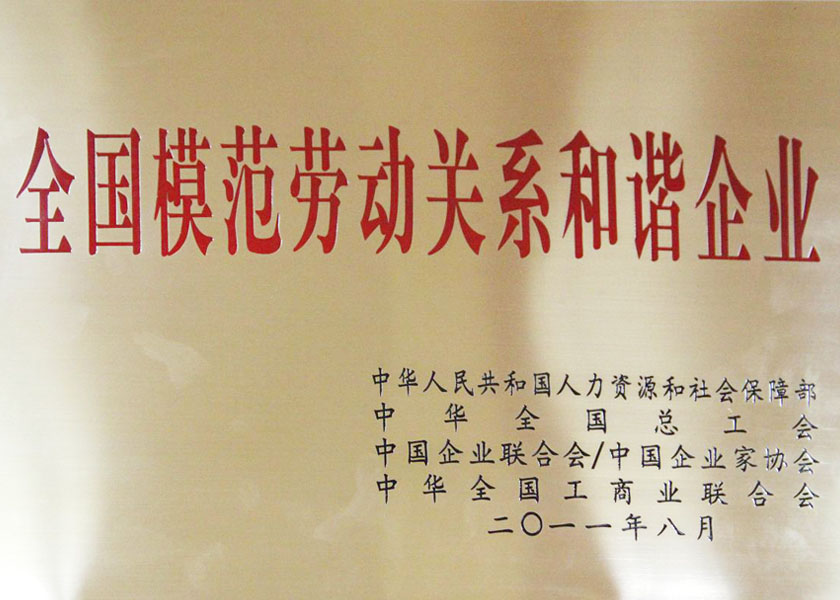 全国模范劳动关系和谐企业
中华人民共和国人力资源和社会保障部
中华全国总工会
中国企业联合会/中国企业家协会
中华全国工商业联合会
二〇一一年八月